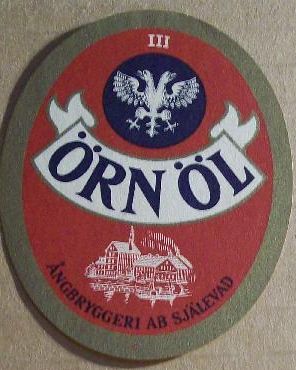 III
ÖRN ÖL
ÅNGBRYGGERI AB SJÄLEVAD